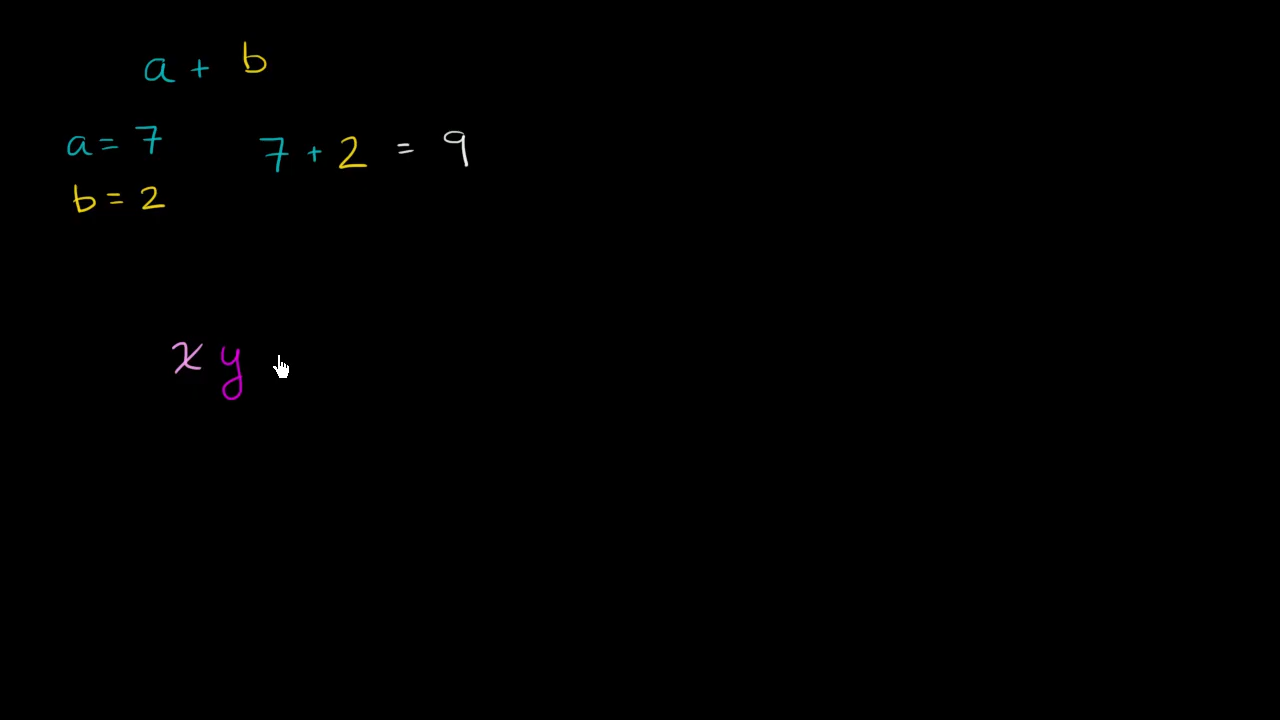 a + b
a = 7 7 + 2 = 9
b = 2
x y